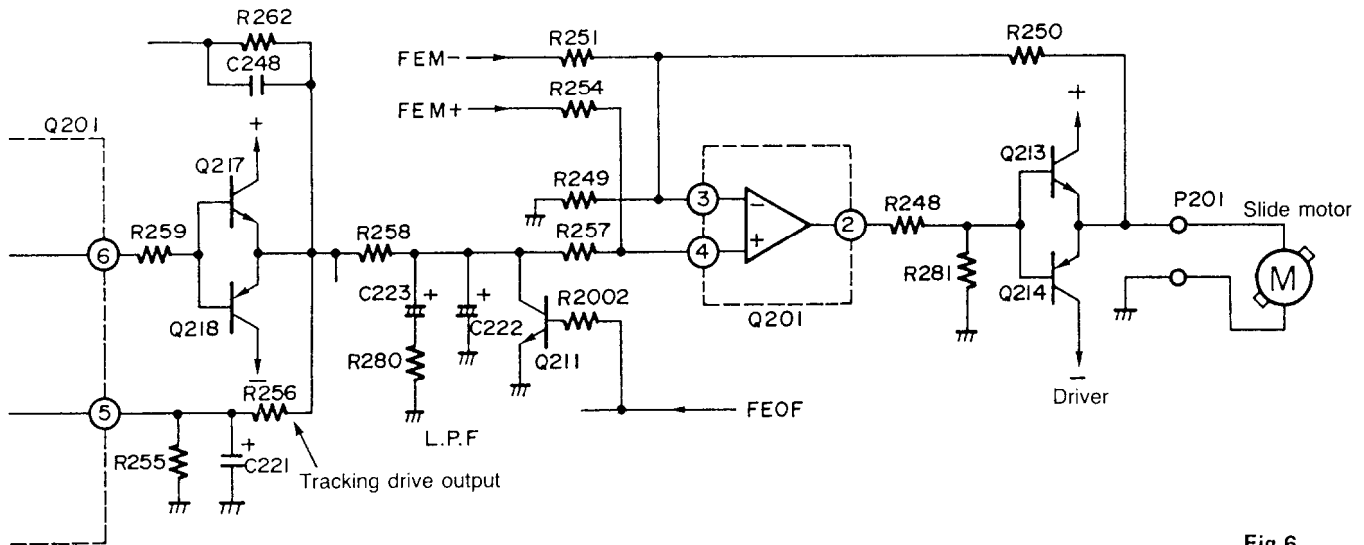 R262
C248
FEM-
R251
R250
FEM+
R254
Q201
Q217
+
R259
6
Q218
-
R258
R249
R257
3
-
4
+
2
Q201
R248
R281
+
Q213
Q214
-
Driver
P201
Slide motor
M
C223
+
R280
+
C222
R2002
Q211
FEOF
L.P.F
5
R256
R255
+
C221
Tracking drive output